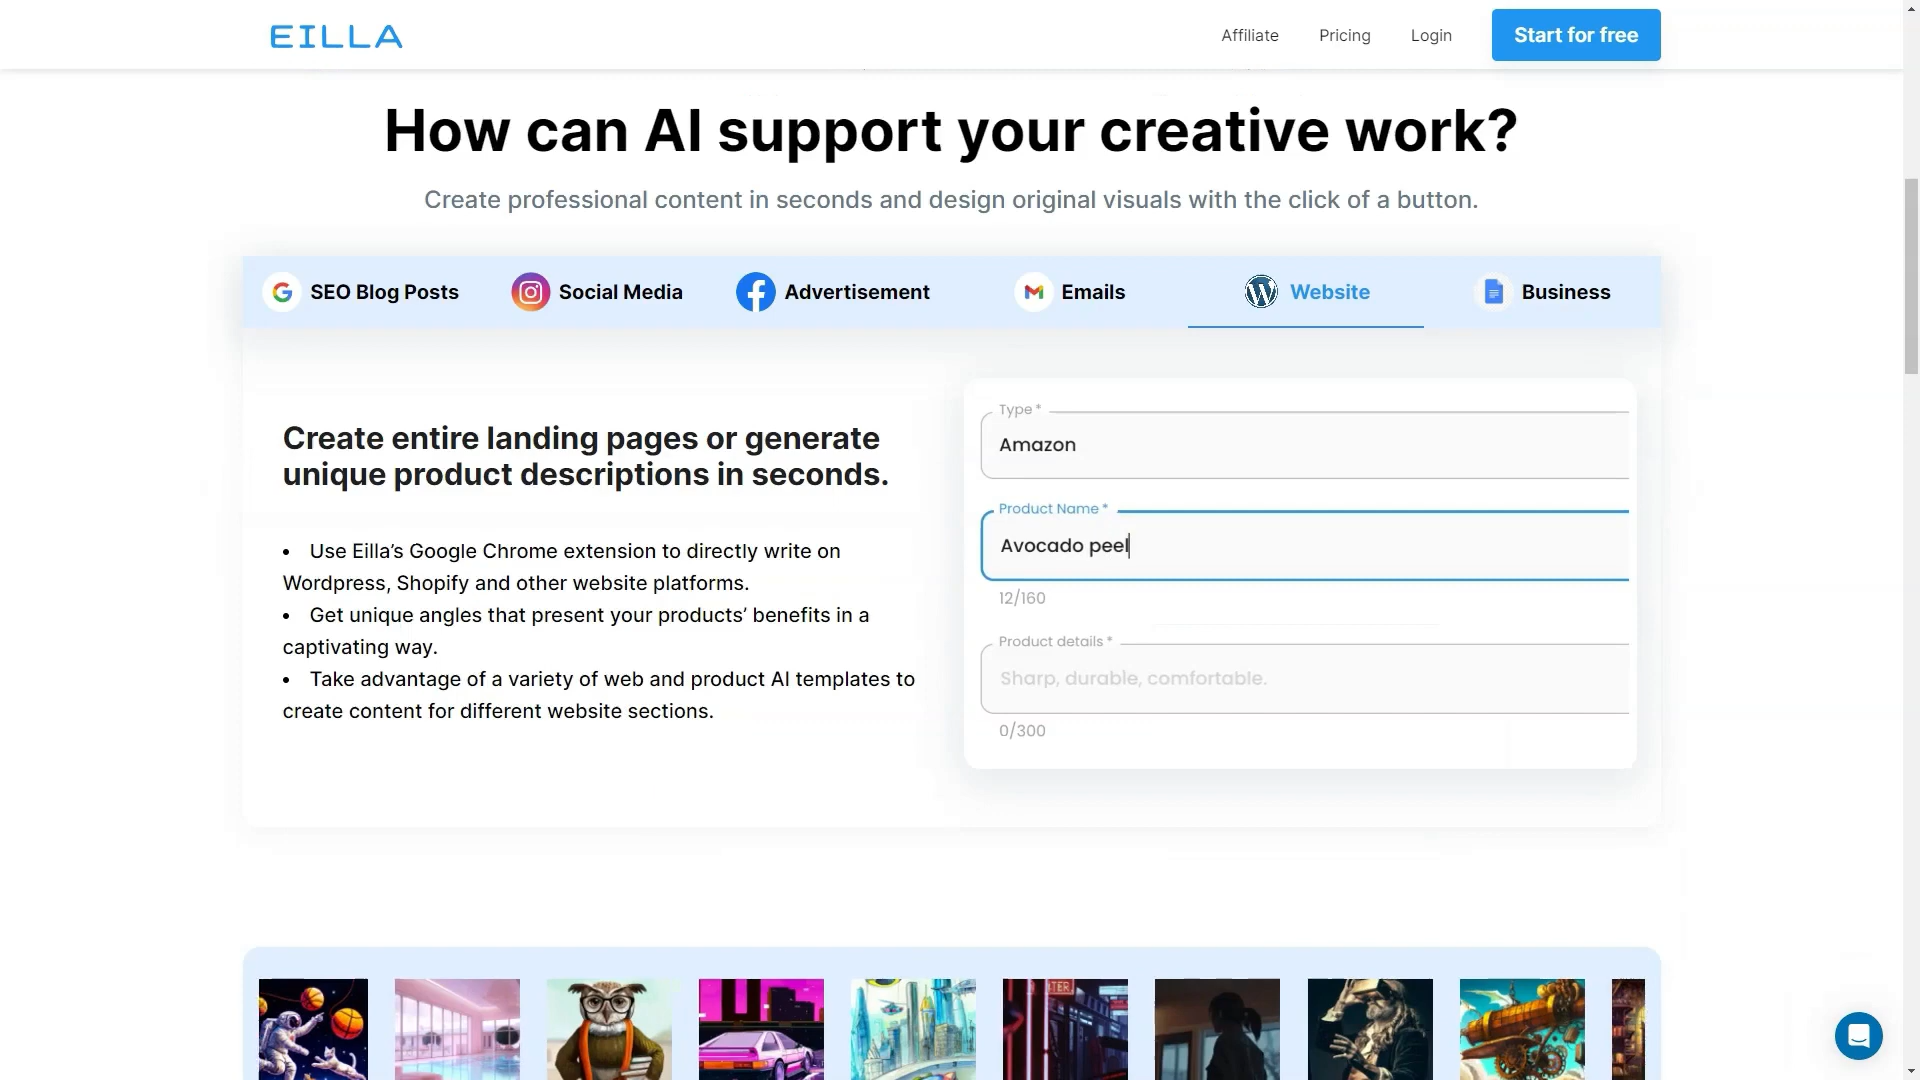 EILLA
Affiliate
Pricing
Login
Start for free
How can AI support your creative work?
Create professional content in seconds and design original visuals with the click of a button.
SEO Blog Posts
Social Media
Advertisement
Emails
Website
Business
Create entire landing pages or generate
unique product descriptions in seconds.
• Use Eilla’s Google Chrome extension to directly write on
Wordpress, Shopify and other website platforms.
• Get unique angles that present your products’ benefits in a
captivating way.
• Take advantage of a variety of web and product AI templates to
create content for different website sections.
Type *
Amazon
Product Name *
Avocado peel
12/160
Product details *
Sharp, durable, comfortable.
0/300